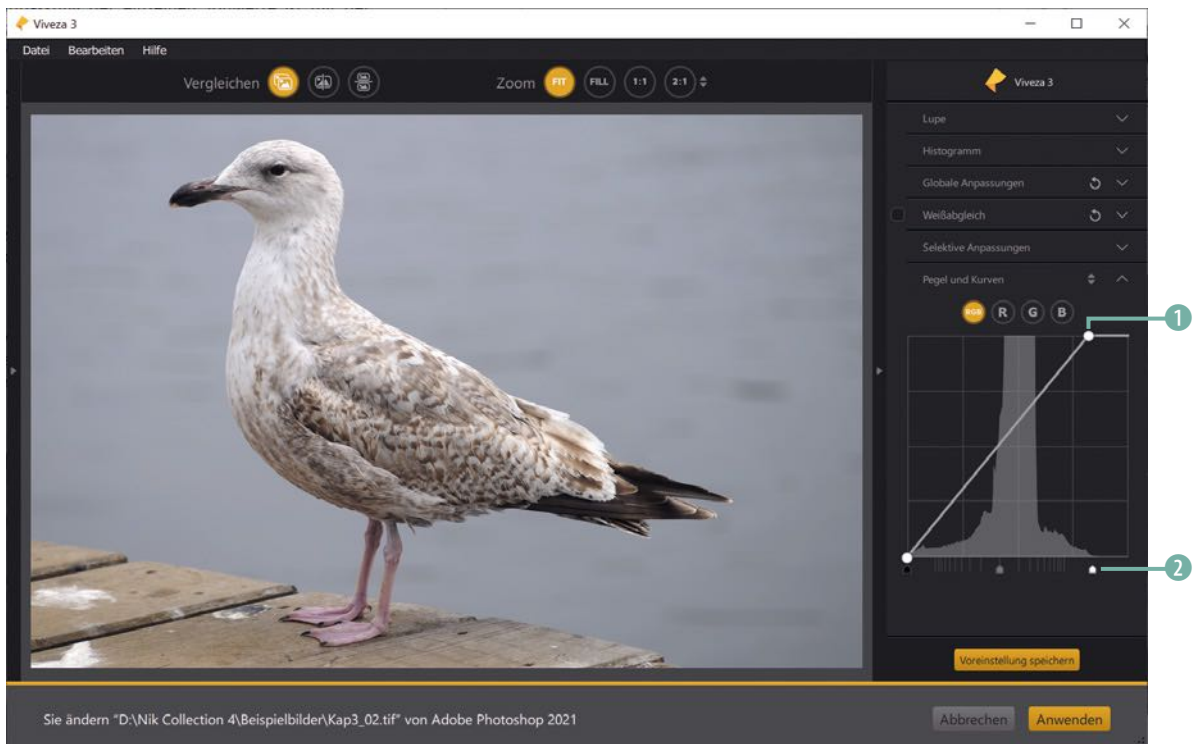 Viveza 3
Datei Bearbeiten Hilfe
Vergleichen Zoom FIT FILL 1:1 2:1
Viveza 3
Lupe
Histogramm
Globale Anpassungen
Weißabgleich
Selektive Anpassungen
Pegel und Kurven
RGB R G B
1
2
Voreinstellung speichern
Sie ändern "D:\Nik Collection 4\Beispielbilder\Kap3_02.tif" von Adobe Photoshop 2021
Abbrechen Anwenden